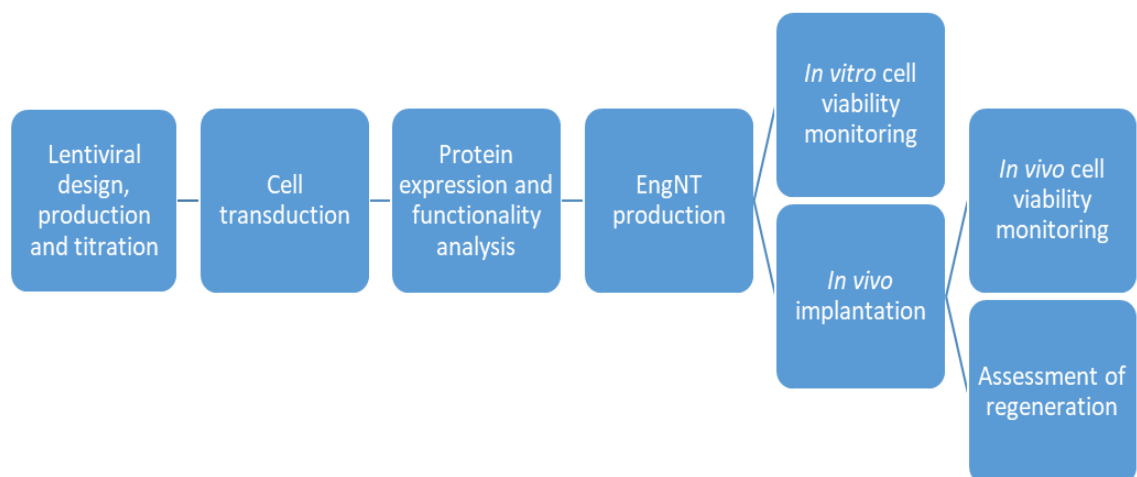 Lentiviral
design,
production
and titration
Cell
transduction
Protein
expression and
functionality
analysis
EngNT
production
In vitro cell
viability
monitoring
In vivo
implantation
In vivo cell
viability
monitoring
Assessment of
regeneration